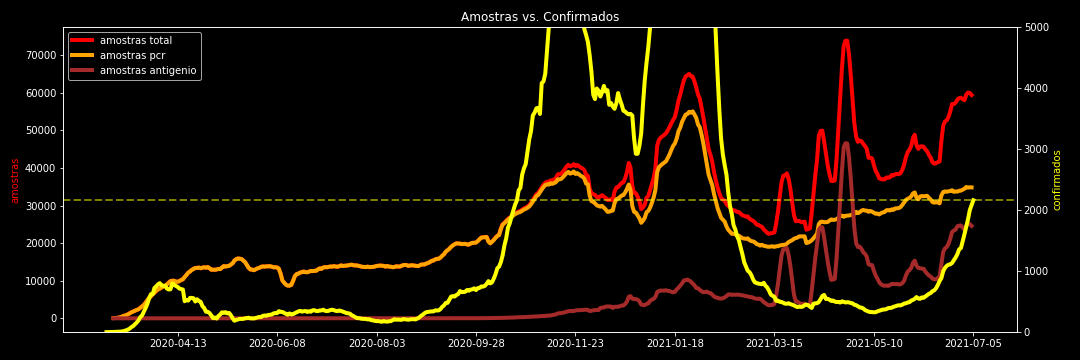 Amostras vs. Confirmados
amostras total
amostras pcr
amostras antigenio
amostras
70000
60000
50000
40000
30000
20000
10000
0
5000
4000
3000
2000
1000
0
confirmados
2020-04-13 2020-06-08 2020-08-03 2020-09-28 2020-11-23 2021-01-18 2021-03-15 2021-05-10 2021-07-05